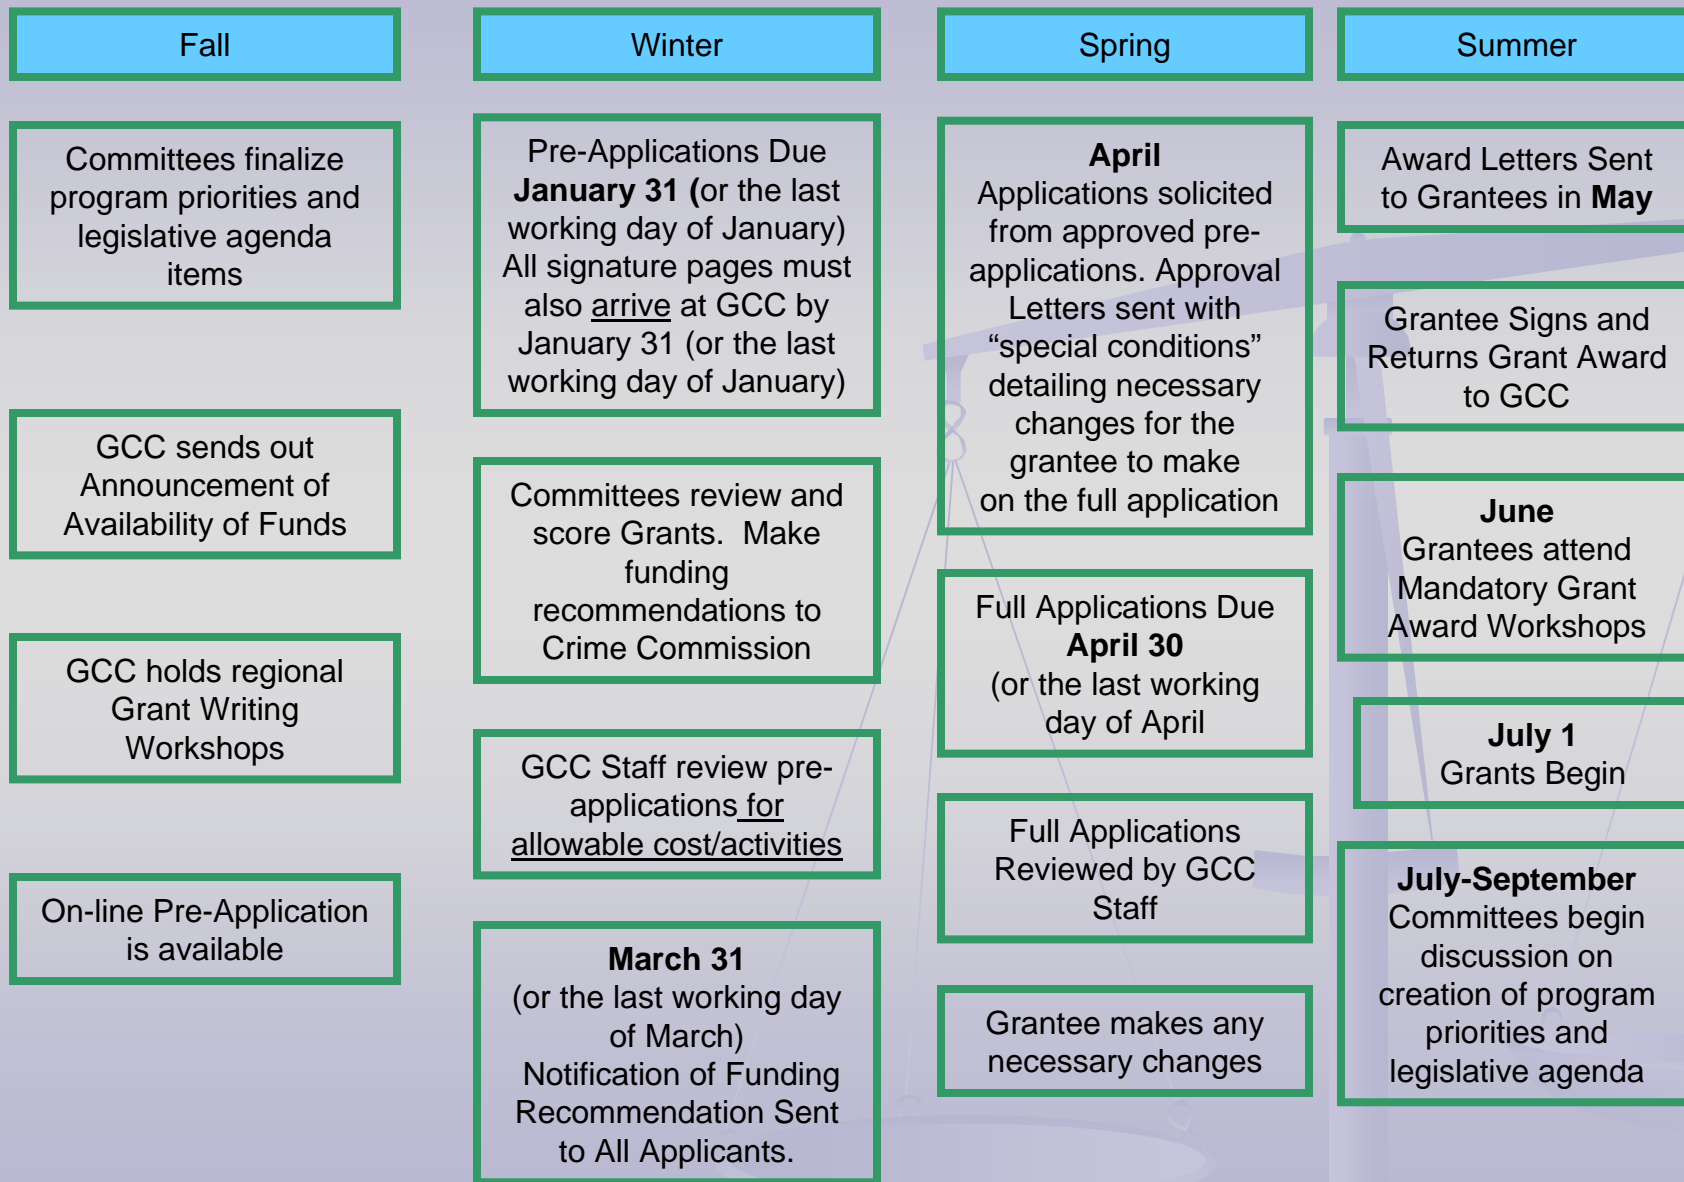 Fall
Committees finalize
program priorities and
legislative agenda
items
GCC sends out
Announcement of
Availability of Funds
GCC holds regional
Grant Writing
Workshops
On-line Pre-Application
is available
Winter
Pre-Applications Due
January 31 (or the last
working day of January)
All signature pages must
also arrive at GCC by
January 31 (or the last
working day of January)
Committees review and
score Grants.  Make
funding
recommendations to
Crime Commission
GCC Staff review pre-
applications for
allowable cost/activities
March 31
(or the last working day
of March)
Notification of Funding
Recommendation Sent
to All Applicants.
Spring
April
Applications solicited
from approved pre-
applications. Approval
Letters sent with
“special conditions”
detailing necessary
changes for the
grantee to make
on the full application
Full Applications Due
April 30
(or the last working
day of April
Full Applications
Reviewed by GCC
Staff
Grantee makes any
necessary changes
Summer
Award Letters Sent
to Grantees in May
Grantee Signs and
Returns Grant Award
to GCC
June
Grantees attend
Mandatory Grant
Award Workshops
July 1
Grants Begin
July-September
Committees begin
discussion on
creation of program
priorities and
legislative agenda